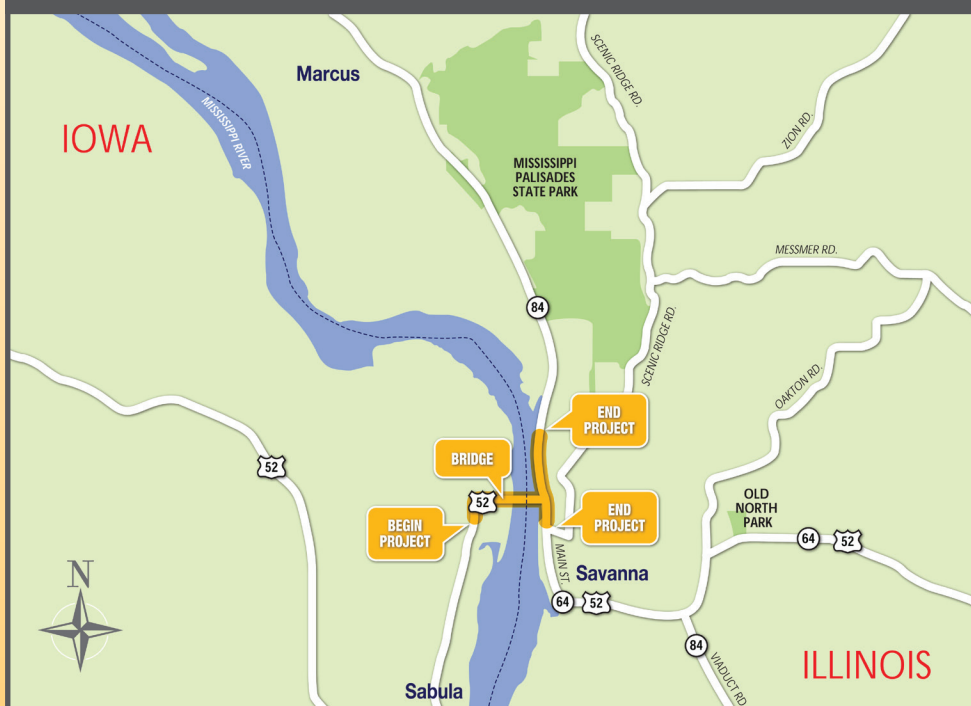 Marcus
SCENIC RIDGE RD.
IOWA
MISSISSIPPI RIVER
ZION RD.
MISSISSIPPI
PALISADES
STATE PARK
MESSMER RD.
84
SCENIC RIDGE RD.
OAKTON RD.
END
PROJECT
BRIDGE
52
52
OLD
NORTH
PARK
BEGIN
PROJECT
END
PROJECT
64
52
MAIN ST.
Savanna
N
64
52
84
VIADUCT RD
ILLINOIS
Sabula